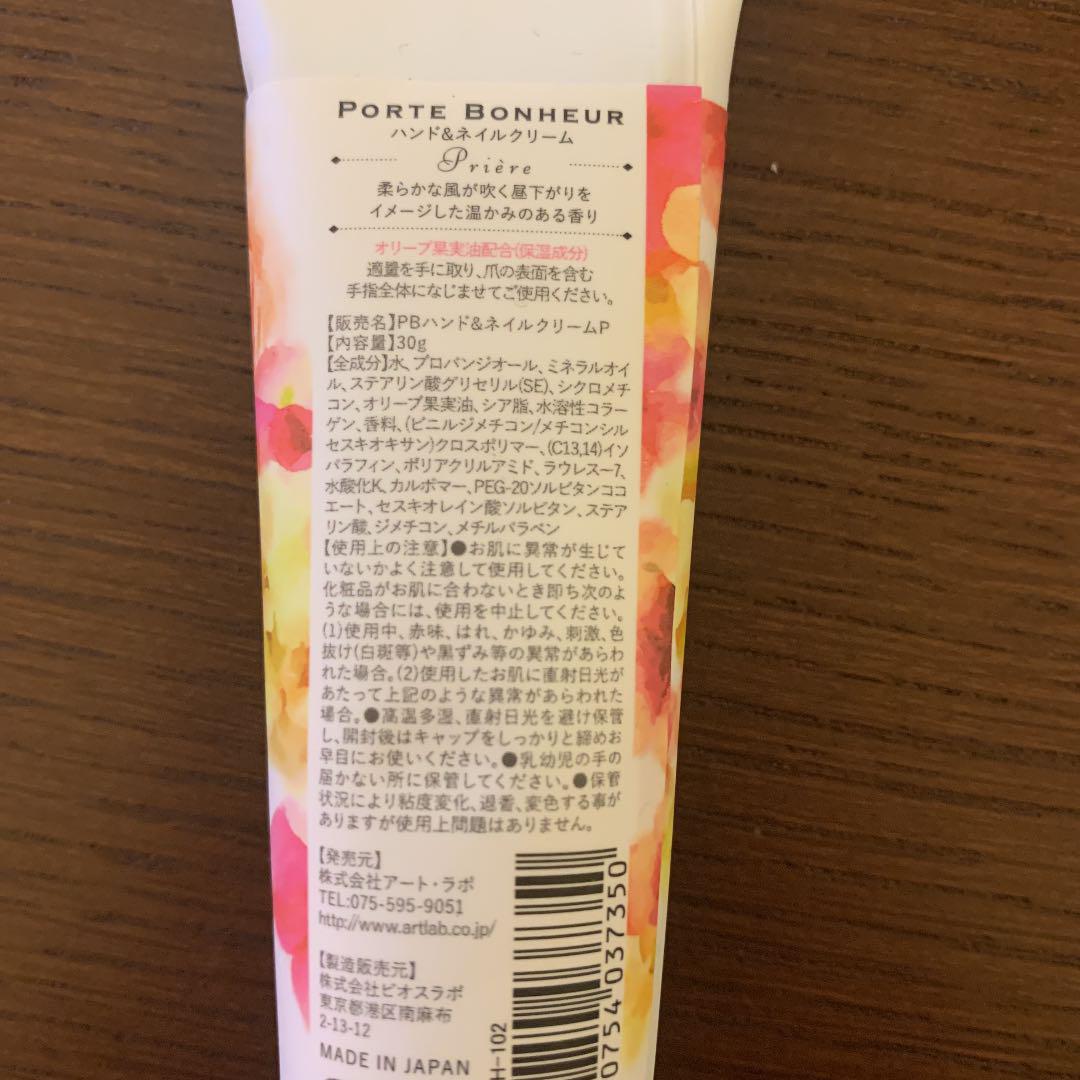 PORTE BONHEUR
ハンド&ネイルクリーム
Prière
柔らかな風が吹く昼下がりを
イメージした温かみのある香り
オリーブ果実油配合(保湿成分)
適量を手に取り、爪の表面を含む
手指全体になじませてご使用ください。
【販売名】PBハンド&ネイルクリームP
【内容量】30g
【全成分】水、プロパンジオール、ミネラルオイ
ル、ステアリン酸グリセリル(SE)、シクロメチ
コン、オリーブ果実油、シア脂、水溶性コラー
ゲン、香料、(ビニルジメチコン/メチコンシル
セスキオキサン)クロスポリマー、(C13,14)イソ
パラフィン、ポリアクリルアミド、ラウレス-7、
水酸化K、カルボマー、PEG-20ソルビタンココ
エート、セスキオレイン酸ソルビタン、ステア
リン酸、ジメチコン、メチルパラベン
【使用上の注意】●お肌に異常が生じて
いないかよく注意して使用してください。
化粧品がお肌に合わないとき即ち次のよ
うな場合には、使用を中止してください。
(1)使用中、赤味、はれ、かゆみ、刺激、色
抜け(白斑等)や黒ずみ等の異常があらわ
れた場合。(2)使用したお肌に直射日光が
あたって上記のような異常があらわれた
場合。●高温多湿、直射日光を避け保管
し、開封後はキャップをしっかりと締めお
早目にお使いください。●乳幼児の手の
届かない所に保管してください。●保管
状況により粘度変化、退香、変色する事が
ありますが使用上問題はありません。
【発売元】
株式会社アート・ラボ
TEL:075-595-9051
http://www.artlab.co.jp/
【製造販売元】
株式会社ビオスラボ
東京都港区南麻布
2-13-12
MADE IN JAPAN
H-102
0754 037350